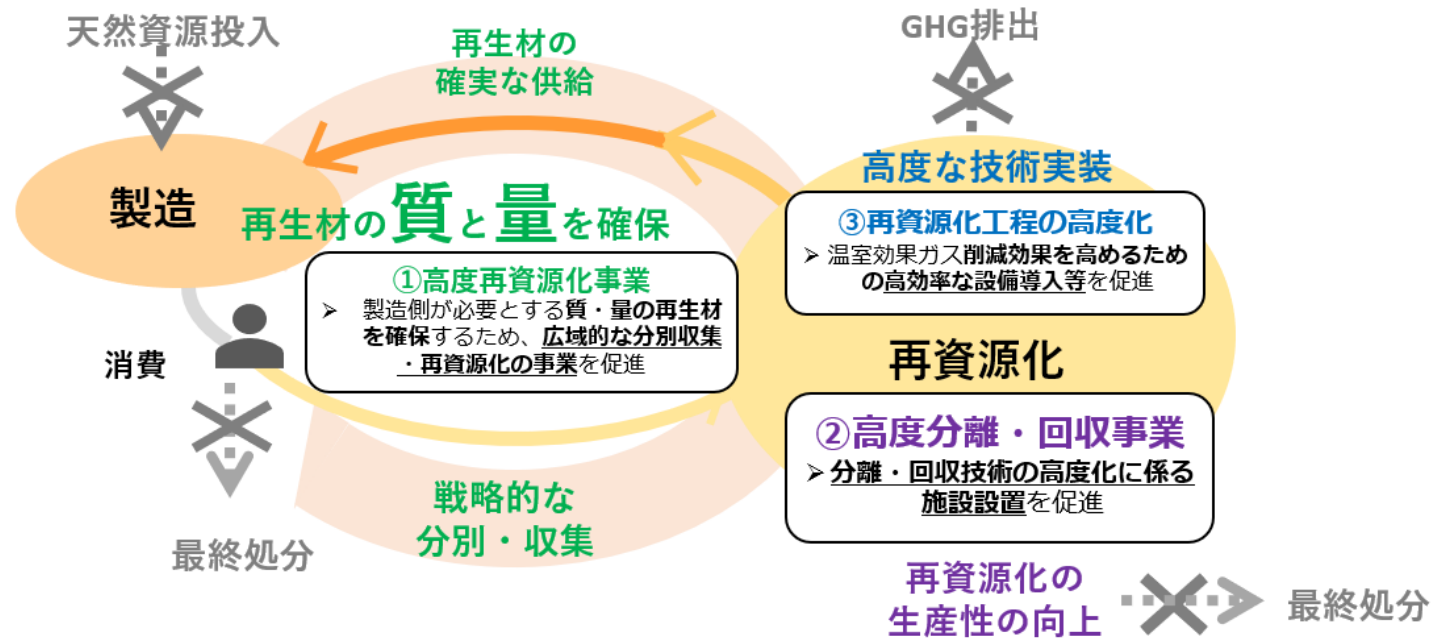 天然資源投入
GHG排出
再生材の
確実な供給
高度な技術実装
製造
再生材の質と量を確保
③再資源化工程の高度化
➢ 温室効果ガス削減効果を高めるため
の高効率な設備導入等を促進
①高度再資源化事業
➢ 製造側が必要とする質・量の再生材
を確保するため、広域的な分別収集
・再資源化の事業を促進
消費
再資源化
②高度分離・回収事業
➢ 分離・回収技術の高度化に係る
施設設置を促進
戦略的な
分別・収集
最終処分
再資源化の
生産性の向上
最終処分